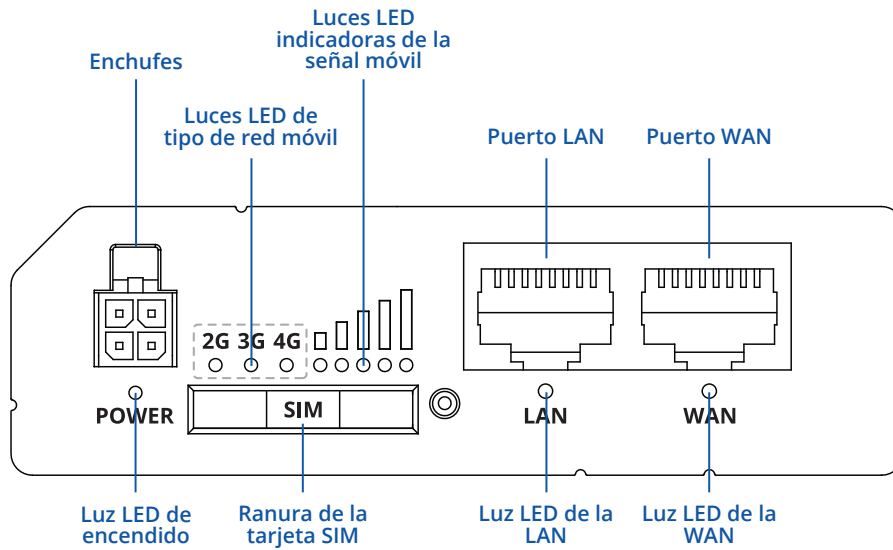 Luces LED
indicadoras de la
señal móvil
Enchufes
Luces LED de
tipo de red móvil
Puerto LAN
Puerto WAN
2G 3G 4G
POWER
SIM
LAN
WAN
Luz LED de
encendido
Ranura de la
tarjeta SIM
Luz LED de la
LAN
Luz LED de la
WAN